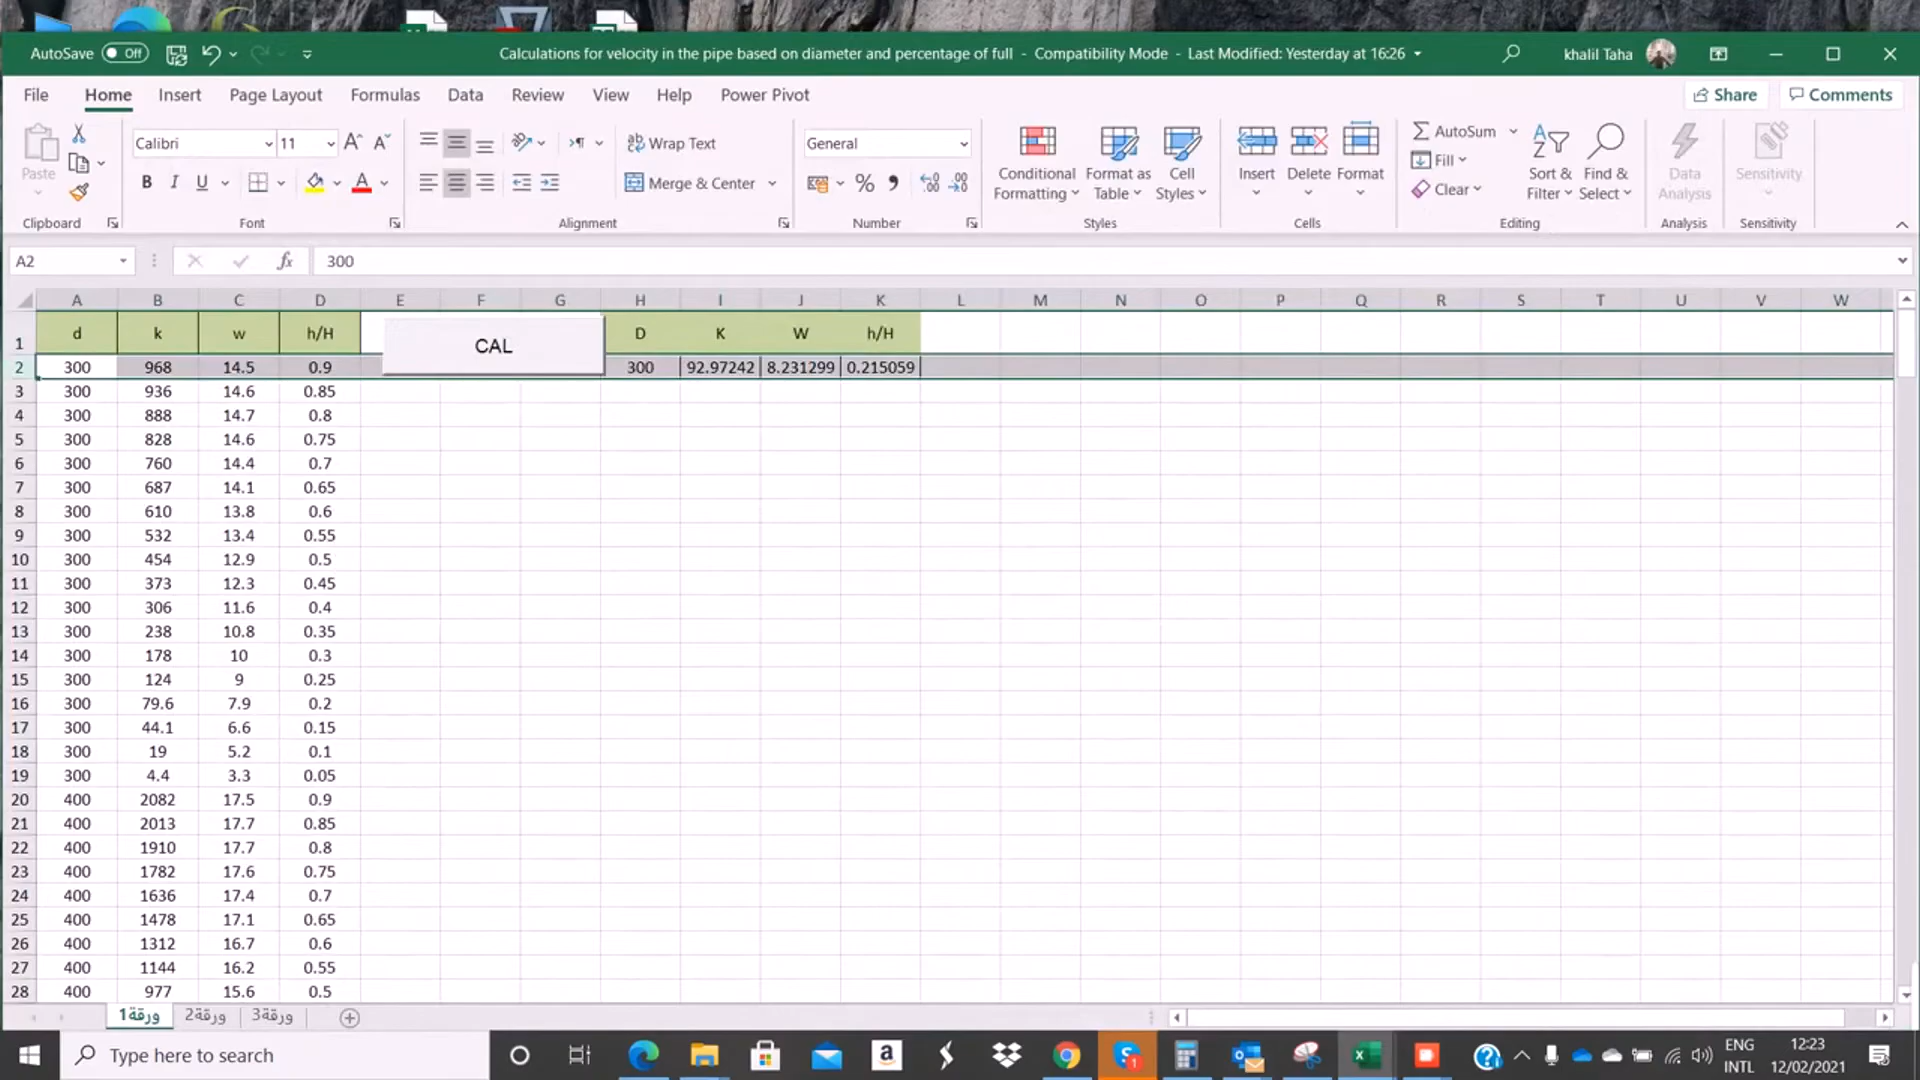 AutoSave Off
Calculations for velocity in the pipe based on diameter and percentage of full - Compatibility Mode - Last Modified: Yesterday at 16:26
khalil Taha
File Home Insert Page Layout Formulas Data Review View Help Power Pivot Share Comments
Paste
Clipboard
Calibri 11
Font
Wrap Text
Merge & Center
Alignment
General
Number
Conditional Formatting
Format as Table
Cell Styles
Styles
Insert
Delete
Format
Cells
AutoSum
Fill
Clear
Sort & Filter
Find & Select
Editing
Data Analysis
Analysis
Sensitivity
Sensitivity
A2 fx 300
A B C D E F G H I J K L M N O P Q R S T U V W
1 d k w h/H CAL D K W h/H
2 300 968 14.5 0.9 300 92.97242 8.231299 0.215059
3 300 936 14.6 0.85
4 300 888 14.7 0.8
5 300 828 14.6 0.75
6 300 760 14.4 0.7
7 300 687 14.1 0.65
8 300 610 13.8 0.6
9 300 532 13.4 0.55
10 300 454 12.9 0.5
11 300 373 12.3 0.45
12 300 306 11.6 0.4
13 300 238 10.8 0.35
14 300 178 10 0.3
15 300 124 9 0.25
16 300 79.6 7.9 0.2
17 300 44.1 6.6 0.15
18 300 19 5.2 0.1
19 300 4.4 3.3 0.05
20 400 2082 17.5 0.9
21 400 2013 17.7 0.85
22 400 1910 17.7 0.8
23 400 1782 17.6 0.75
24 400 1636 17.4 0.7
25 400 1478 17.1 0.65
26 400 1312 16.7 0.6
27 400 1144 16.2 0.55
28 400 977 15.6 0.5
ورقة1 ورقة2 ورقة3
Type here to search
ENG
INTL
12:23
12/02/2021